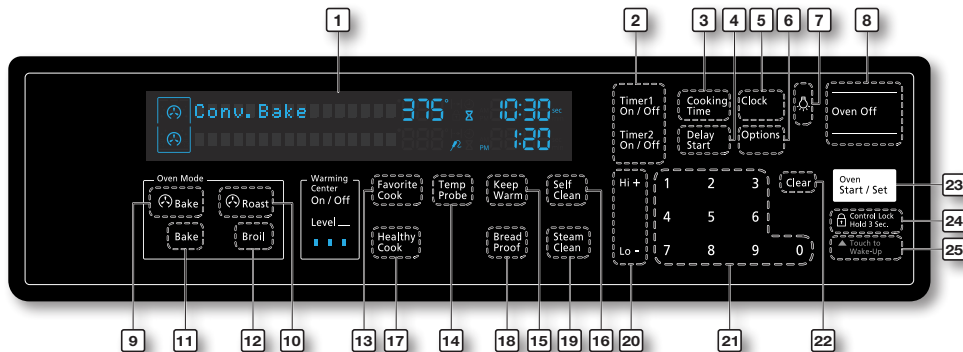 1 2 3 4 5 6 7 8
Conv. Bake 375° 10:30 sec
PM 1:20
Timer1
On / Off
Timer2
On / Off
Cooking
Time
Delay
Start
Clock
Options
Oven Off
Oven Mode
Bake
Roast
Bake
Broil
Warming
Center
On / Off
Level
Favorite
Cook
Temp
Probe
Keep
Warm
Self
Clean
Healthy
Cook
Bread
Proof
Steam
Clean
Hi +
Lo -
1 2 3
4 5 6
7 8 9 0
Clear
Oven
Start / Set
Control Lock
Hold 3 Sec.
Touch to
Wake-Up
23
24
25
9 11 12 10 13 17 14 18 15 19 16 20 21 22